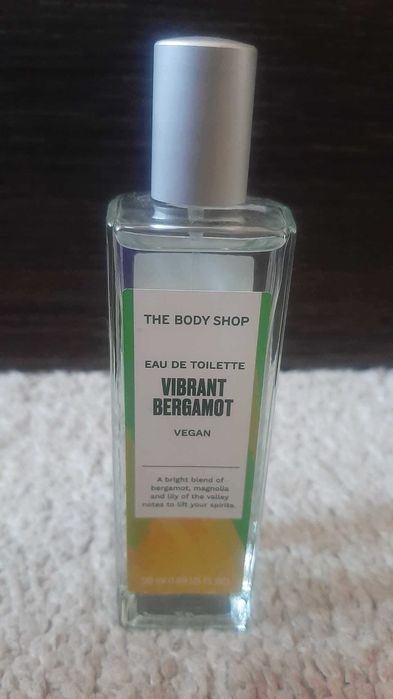 THE BODY SHOP
EAU DE TOILETTE
VIBRANT
BERGAMOT
VEGAN
A bright blend of
bergamot, magnolia
and lily of the valley
notes to lift your spirits.